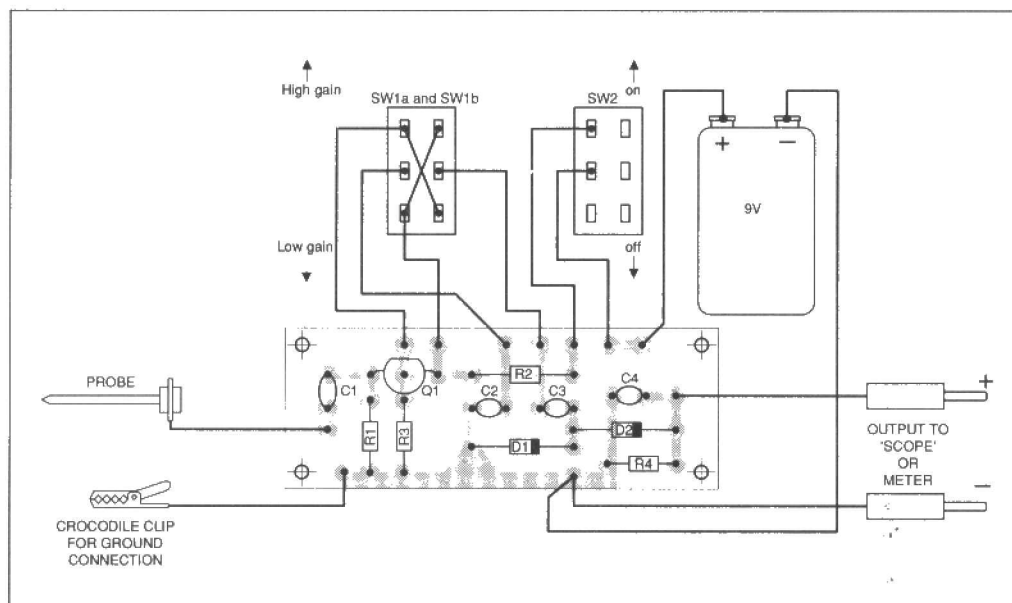 High gain
SW1a and SW1b
SW2
on
+
—
9V
Low gain
off
PROBE
C1
Q1
R2
C2
C3
C4
R1
R3
D1
D2
R4
+
OUTPUT TO
'SCOPE'
OR
METER
—
CROCODILE CLIP
FOR GROUND
CONNECTION